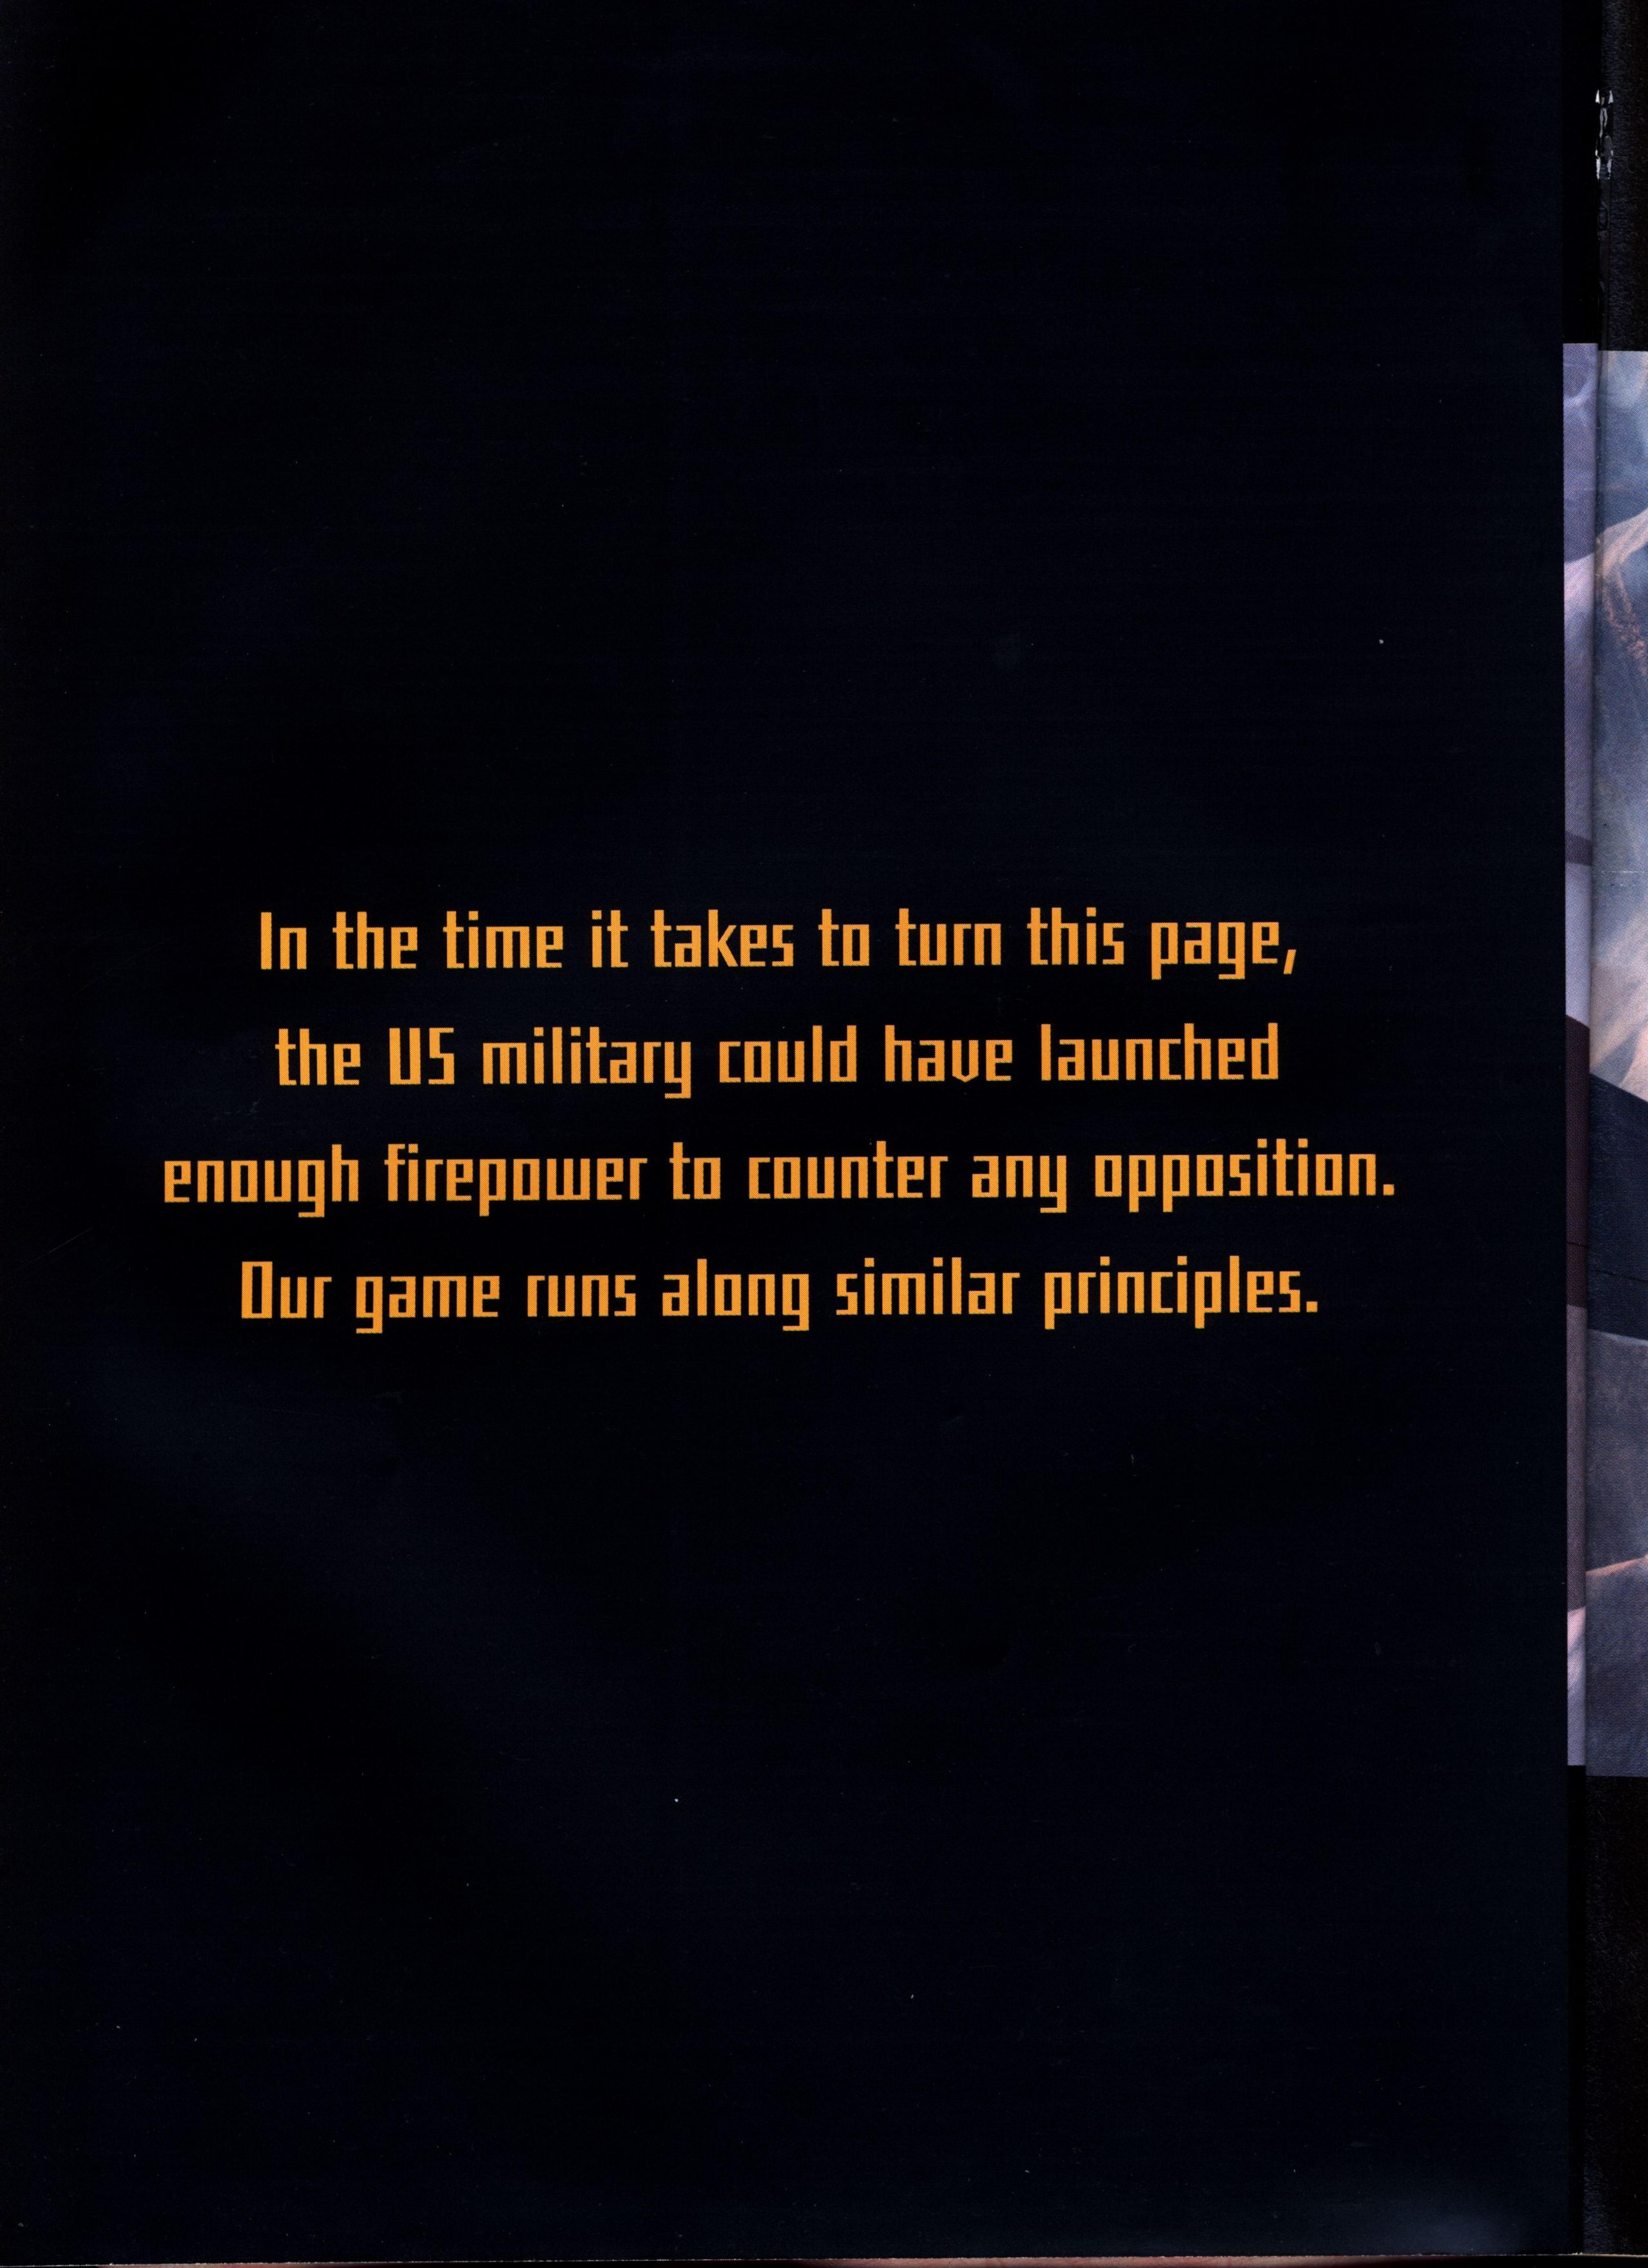 In the time it takes to turn this page,
the US military could have launched
enough firepower to counter any opposition.
Our game runs along similar principles.